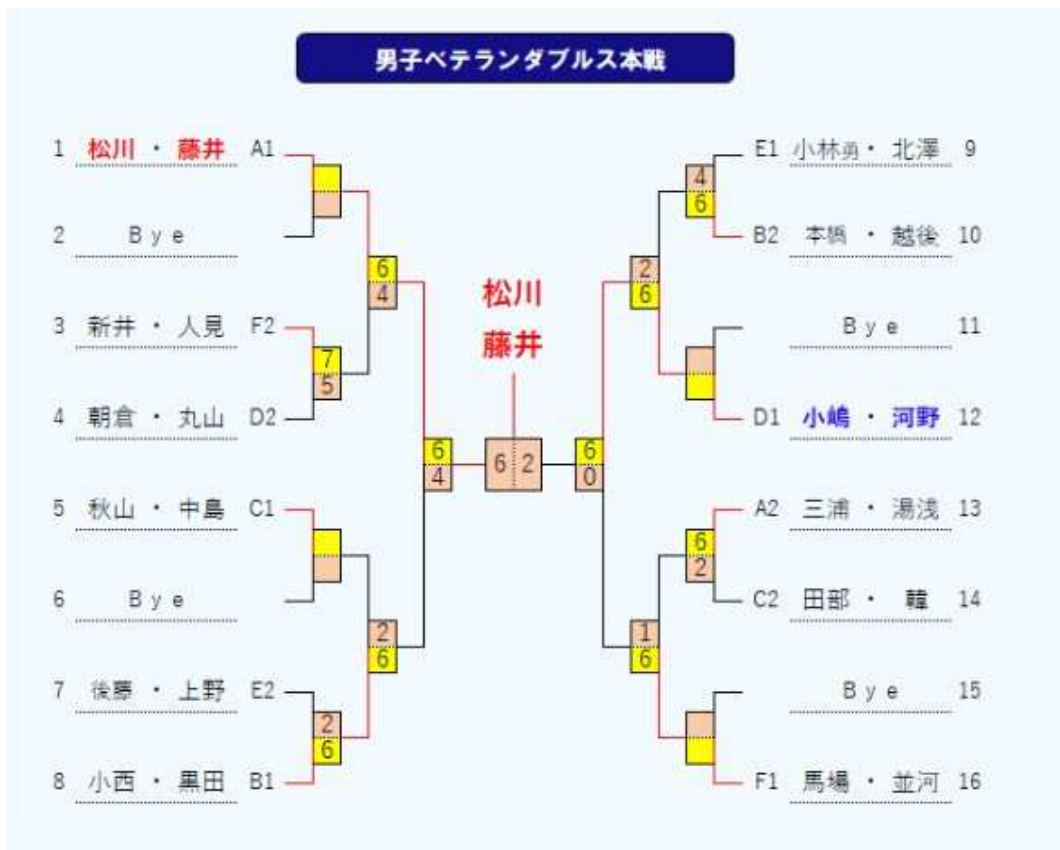 男子ベテランダブルス本戦
1 松川 ・ 藤井 A1
2 Bye
3 新井 ・ 人見 F2
4 朝倉 ・ 丸山 D2
5 秋山 ・ 中島 C1
6 Bye
7 後藤 ・ 上野 E2
8 小西 ・ 黒田 B1
6
4
7
5
2
6
2
6
6
4
松川
藤井
6 2
6
0
4
6
2
6
6
2
1
6
E1 小林勇・ 北澤 9
B2 本橋 ・ 越後 10
Bye 11
D1 小嶋 ・ 河野 12
A2 三浦 ・ 湯浅 13
C2 田部 ・ 韓 14
Bye 15
F1 馬場 ・ 並河 16